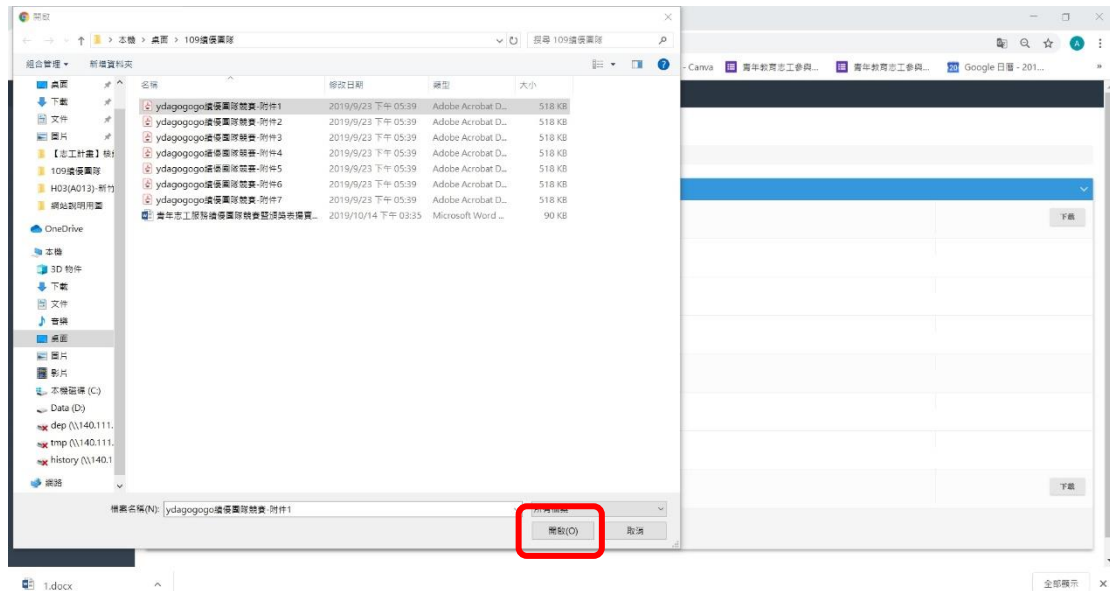 開啟
本機 > 桌面 > 109績優團隊
搜尋 109績優團隊
組合管理
新增資料夾
- Canva
青年教育志工參與...
青年教育志工參與...
Google 日曆 - 201...
名稱
修改日期
類型
大小
桌面
下載
文件
圖片
【志工計畫】
109績優團隊
H03(A013)-新竹
網站說明用圖
OneDrive
本機
3D 物件
下載
文件
音樂
桌面
圖片
影片
本機磁碟 (C:)
Data (D:)
dep (\\140.111.
tmp (\\140.111.
history (\\140.1
網路
ydagogogo績優團隊競賽-附件1 2019/9/23 下午 05:39 Adobe Acrobat D... 518 KB
ydagogogo績優團隊競賽-附件2 2019/9/23 下午 05:39 Adobe Acrobat D... 518 KB
ydagogogo績優團隊競賽-附件3 2019/9/23 下午 05:39 Adobe Acrobat D... 518 KB
ydagogogo績優團隊競賽-附件4 2019/9/23 下午 05:39 Adobe Acrobat D... 518 KB
ydagogogo績優團隊競賽-附件5 2019/9/23 下午 05:39 Adobe Acrobat D... 518 KB
ydagogogo績優團隊競賽-附件6 2019/9/23 下午 05:39 Adobe Acrobat D... 518 KB
ydagogogo績優團隊競賽-附件7 2019/9/23 下午 05:39 Adobe Acrobat D... 518 KB
青年志工服務績優團隊競賽暨頒獎表揚實... 2019/10/14 下午 03:35 Microsoft Word ... 90 KB
下載
下載
檔案名稱(N):
ydagogogo績優團隊競賽-附件1
開啟(O)
取消
1.docx
全部顯示